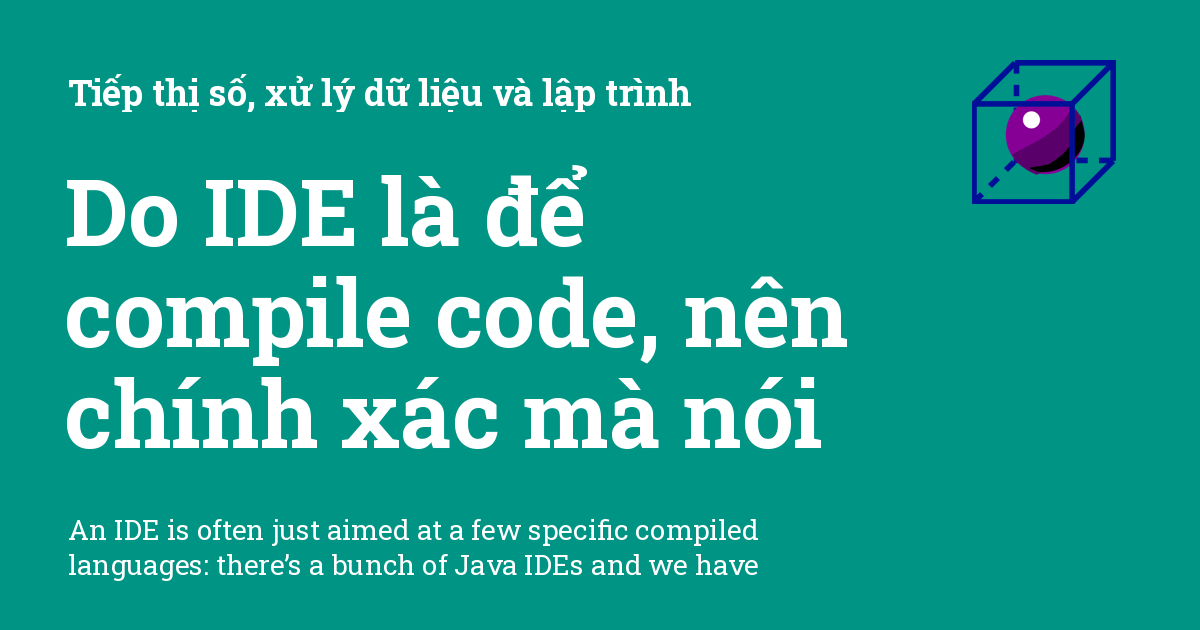 Tiếp thị số, xử lý dữ liệu và lập trình
Do IDE là để
compile code, nên
chính xác mà nói
An IDE is often just aimed at a few specific compiled
languages: there’s a bunch of Java IDEs and we have